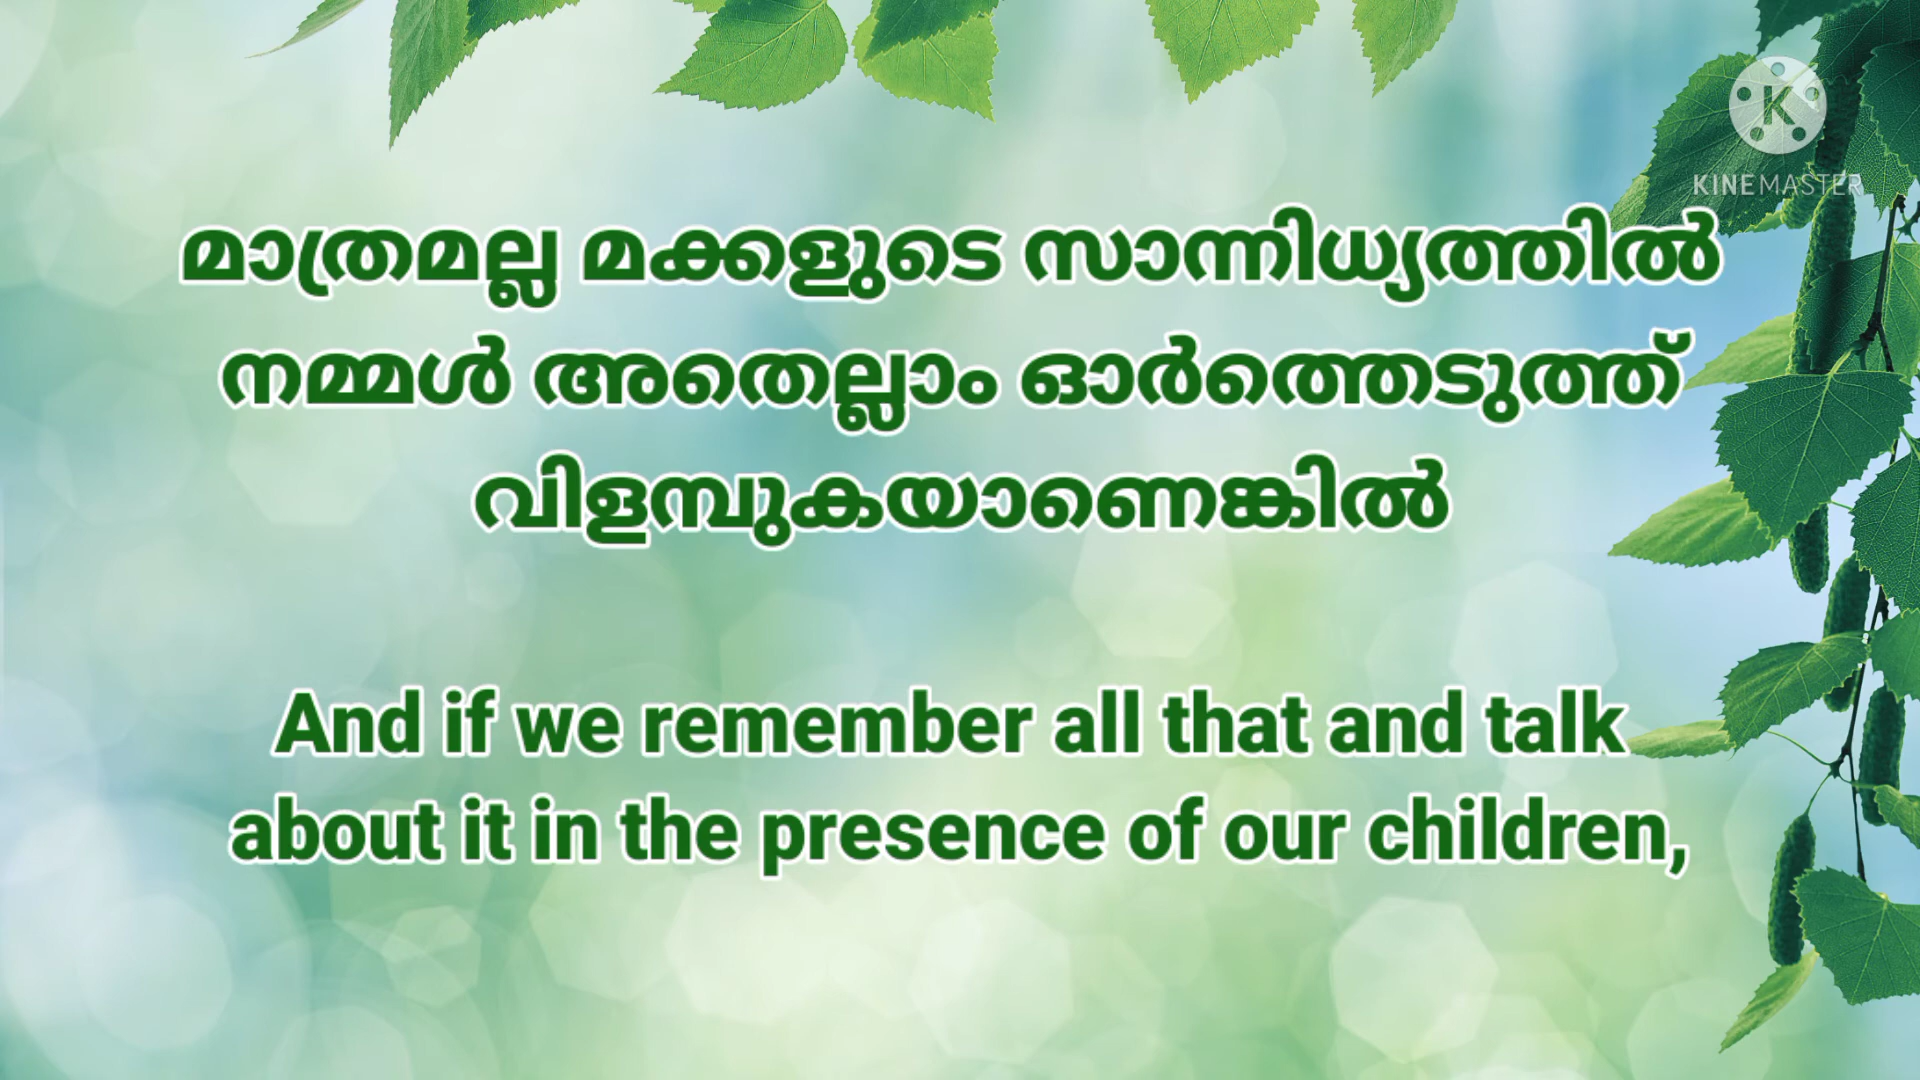 K
KINEMASTER
മാത്രമല്ല മക്കളുടെ സാന്നിധ്യത്തിൽ
നമ്മൾ അതെല്ലാം ഓർത്തെടുത്ത്
വിളമ്പുകയാണെങ്കിൽ
And if we remember all that and talk
about it in the presence of our children,